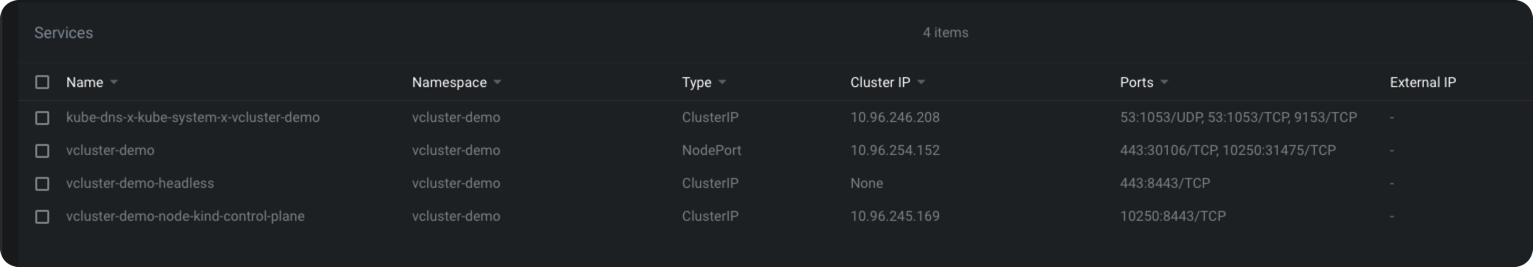 Services 4 items
Name Namespace Type Cluster IP Ports External IP
kube-dns-x-kube-system-x-vcluster-demo vcluster-demo ClusterIP 10.96.246.208 53:1053/UDP, 53:1053/TCP, 9153/TCP -
vcluster-demo vcluster-demo NodePort 10.96.254.152 443:30106/TCP, 10250:31475/TCP -
vcluster-demo-headless vcluster-demo ClusterIP None 443:8443/TCP -
vcluster-demo-node-kind-control-plane vcluster-demo ClusterIP 10.96.245.169 10250:8443/TCP -